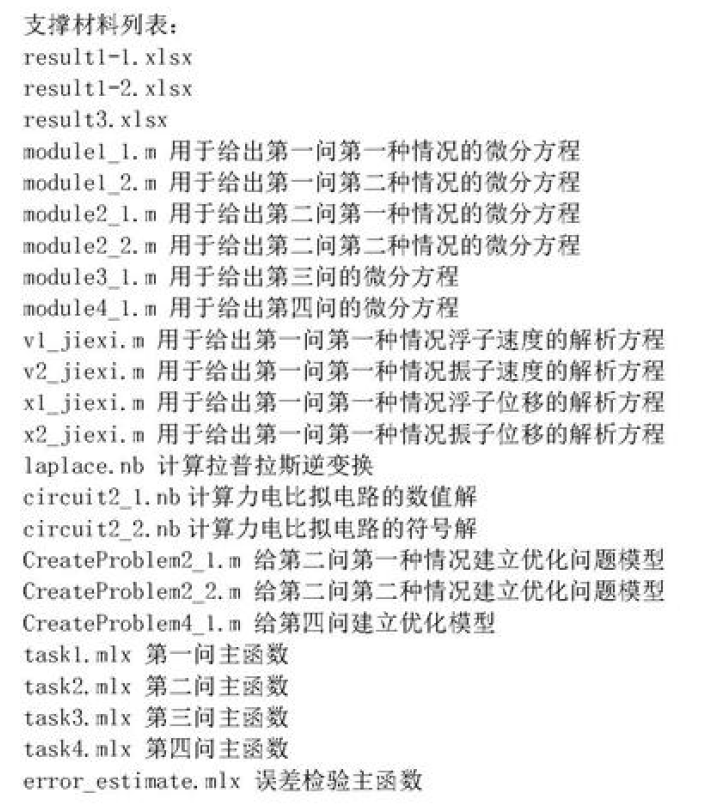 支撑材料列表：
result1-1.xlsx
result1-2.xlsx
result3.xlsx
module1_1.m 用于给出第一问第一种情况的微分方程
module1_2.m 用于给出第一问第二种情况的微分方程
module2_1.m 用于给出第二问第一种情况的微分方程
module2_2.m 用于给出第二问第二种情况的微分方程
module3_1.m 用于给出第三问的微分方程
module4_1.m 用于给出第四问的微分方程
v1_jiexi.m 用于给出第一问第一种情况浮子速度的解析方程
v2_jiexi.m 用于给出第一问第一种情况振子速度的解析方程
x1_jiexi.m 用于给出第一问第一种情况浮子位移的解析方程
x2_jiexi.m 用于给出第一问第一种情况振子位移的解析方程
laplace.nb 计算拉普拉斯逆变换
circuit2_1.nb 计算力电比拟电路的数值解
circuit2_2.nb 计算力电比拟电路的符号解
CreateProblem2_1.m 给第二问第一种情况建立优化问题模型
CreateProblem2_2.m 给第二问第二种情况建立优化问题模型
CreateProblem4_1.m 给第四问建立优化模型
task1.mlx 第一问主函数
task2.mlx 第二问主函数
task3.mlx 第三问主函数
task4.mlx 第四问主函数
error_estimate.mlx 误差检验主函数